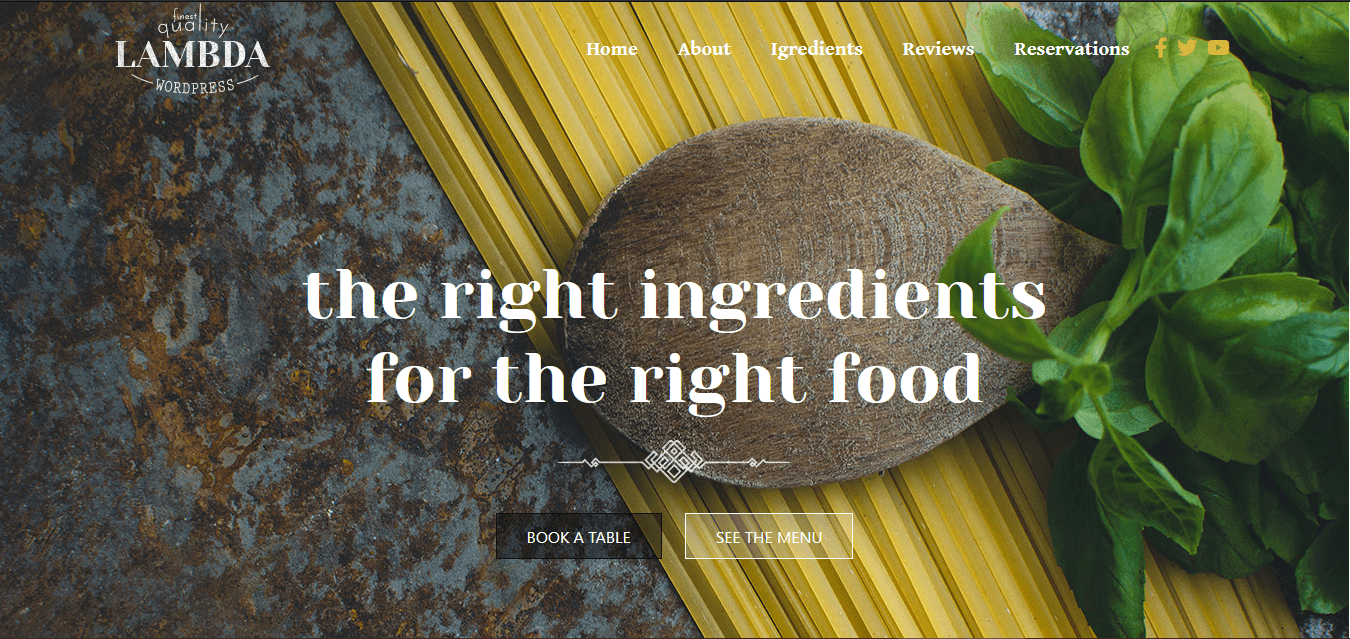 finest
quality
LAMBDA
WORDPRESS
Home About Igredients Reviews Reservations
the right ingredients
for the right food
BOOK A TABLE SEE THE MENU